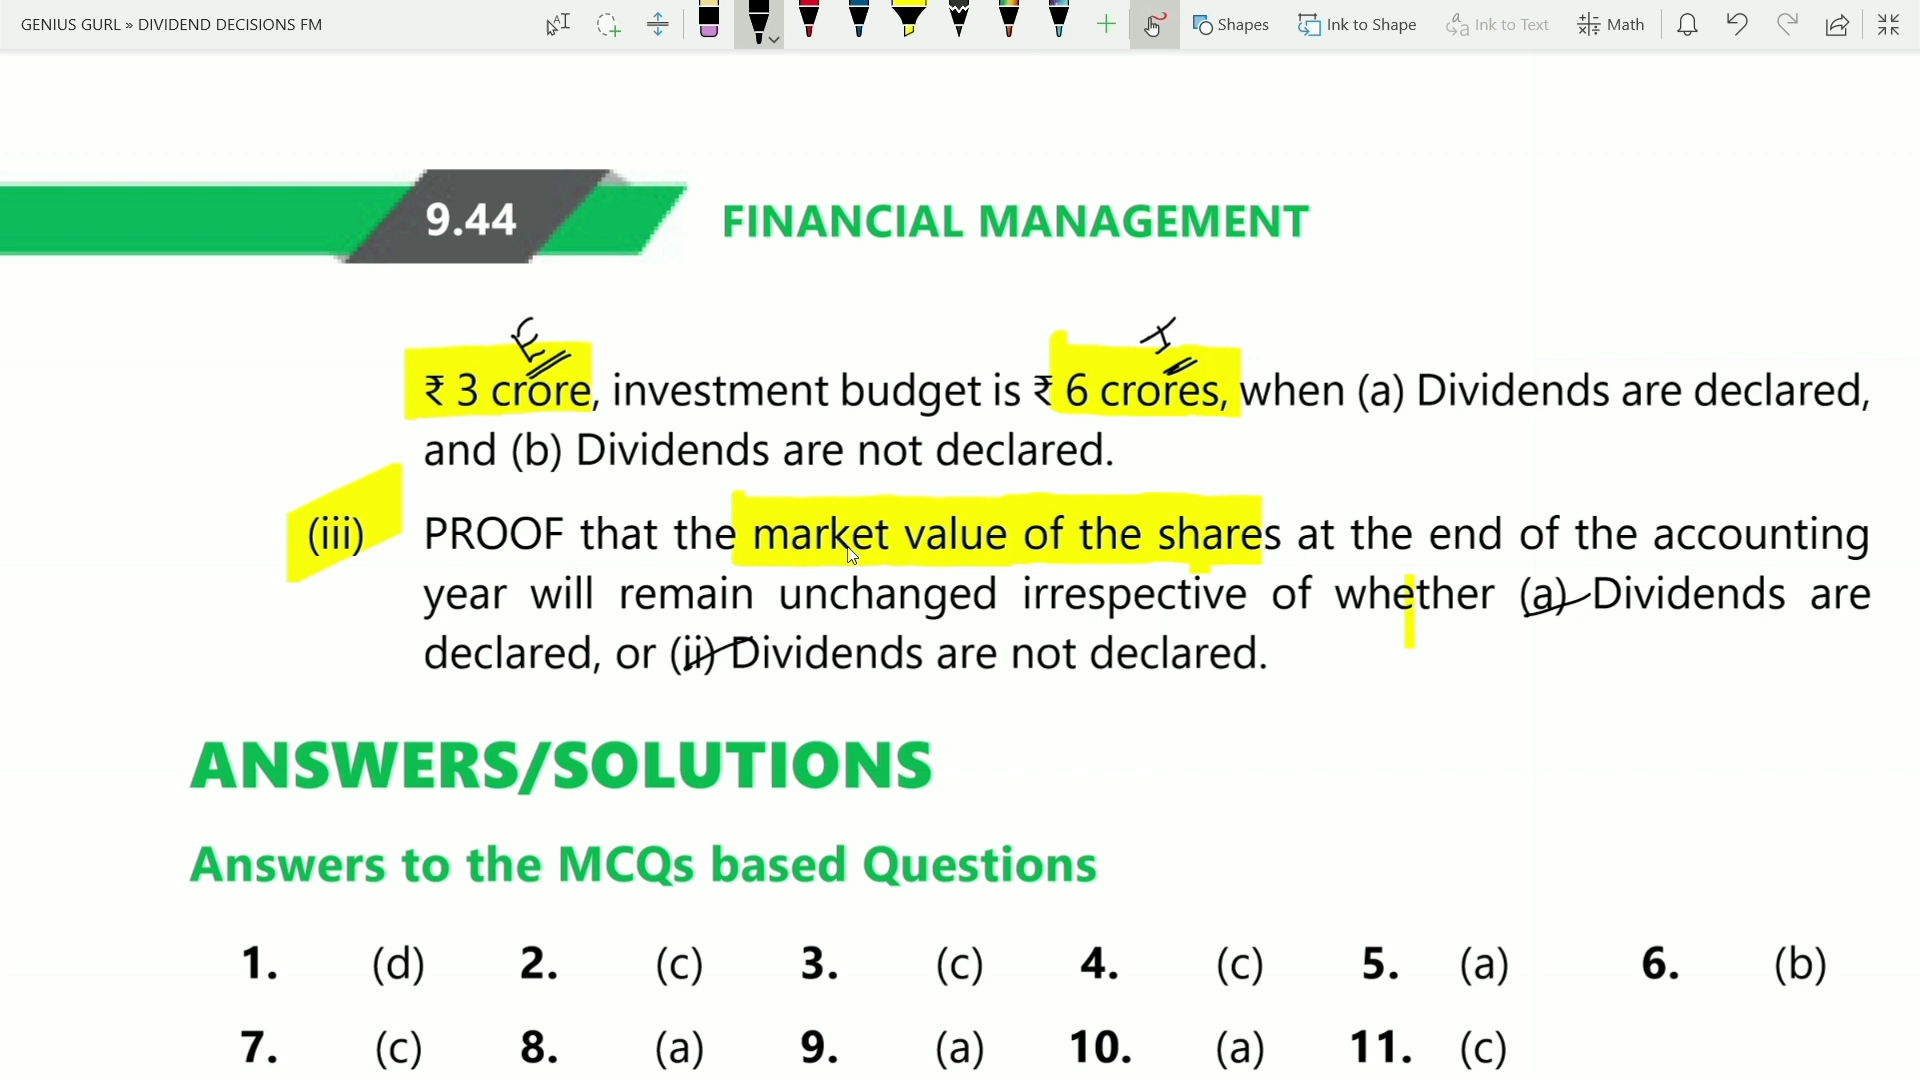 GENIUS GURL » DIVIDEND DECISIONS FM
Shapes
Ink to Shape
Ink to Text
Math
9.44
FINANCIAL MANAGEMENT
E
I
₹ 3 crore, investment budget is ₹ 6 crores, when (a) Dividends are declared,
and (b) Dividends are not declared.
(iii) PROOF that the market value of the shares at the end of the accounting
year will remain unchanged irrespective of whether (a) Dividends are
declared, or (ii) Dividends are not declared.
ANSWERS/SOLUTIONS
Answers to the MCQs based Questions
1. (d) 2. (c) 3. (c) 4. (c) 5. (a) 6. (b)
7. (c) 8. (a) 9. (a) 10. (a) 11. (c)